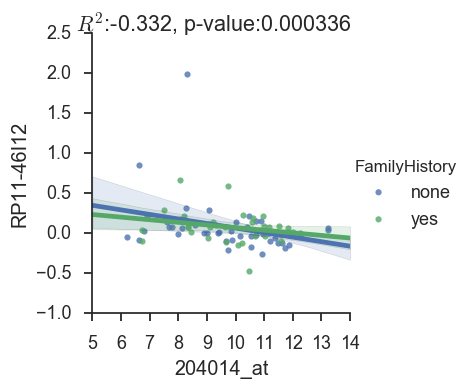 R²:-0.332, p-value:0.000336
2.5
2.0
1.5
1.0
0.5
0.0
−0.5
−1.0
RP11-46I12
5 6 7 8 9 10 11 12 13 14
204014_at
FamilyHistory
none
yes